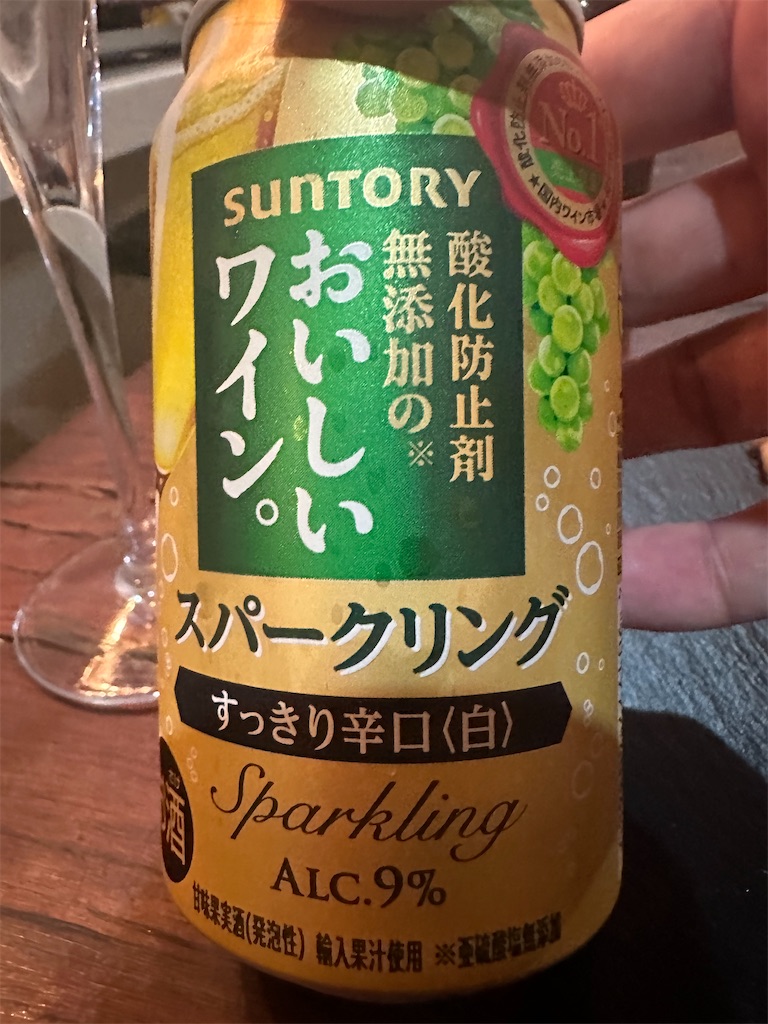 SUNTORY
酸化防止剤
無添加の※
おいしい
ワイン。
No.1
スパークリング
すっきり辛口〈白〉
酒
Sparkling
ALC.9%
甘味果実酒(発泡性) 輸入果汁使用 ※亜硫酸塩無添加